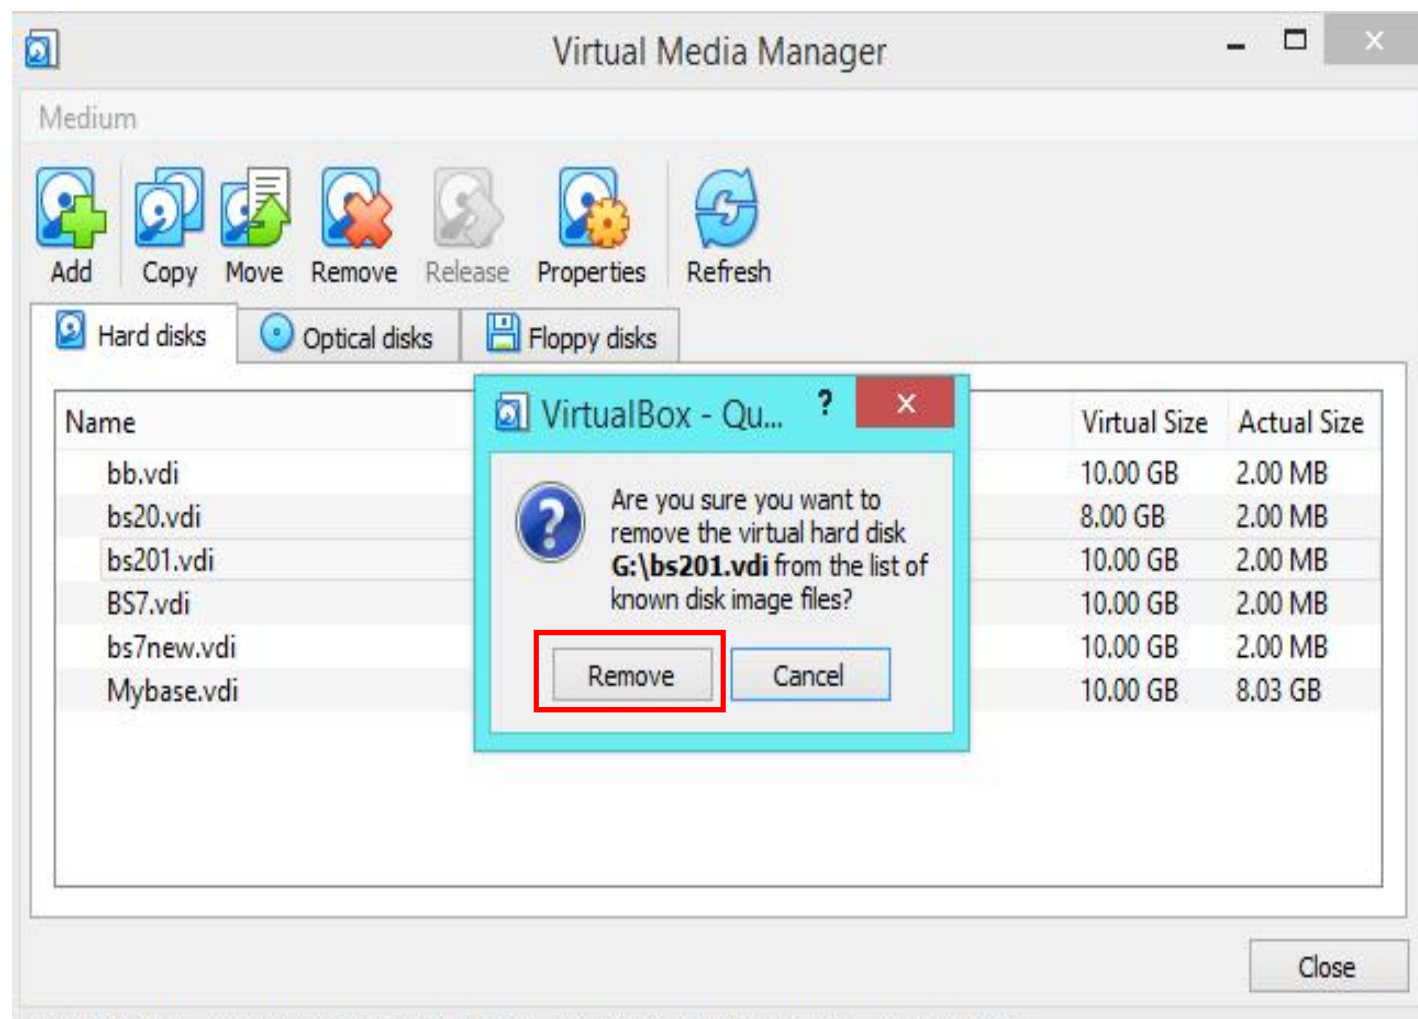 Virtual Media Manager
Medium
Add Copy Move Remove Release Properties Refresh
Hard disks Optical disks Floppy disks
Name Virtual Size Actual Size
bb.vdi 10.00 GB 2.00 MB
bs20.vdi 8.00 GB 2.00 MB
bs201.vdi 10.00 GB 2.00 MB
BS7.vdi 10.00 GB 2.00 MB
bs7new.vdi 10.00 GB 2.00 MB
Mybase.vdi 10.00 GB 8.03 GB
VirtualBox - Qu... ?
Are you sure you want to
remove the virtual hard disk
G:\bs201.vdi from the list of
known disk image files?
Remove Cancel
Close